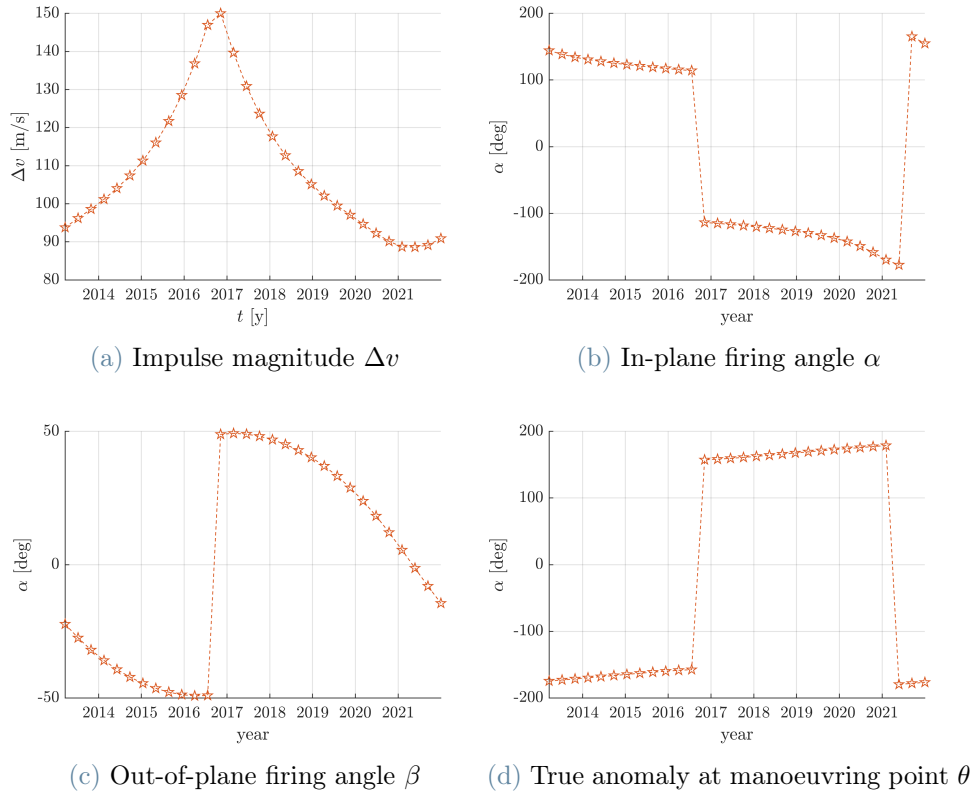 150
140
130
120
110
100
90
80
Δv [m/s]
2014 2015 2016 2017 2018 2019 2020 2021
t [y]
(a) Impulse magnitude Δv
200
100
0
-100
-200
α [deg]
2014 2015 2016 2017 2018 2019 2020 2021
year
(b) In-plane firing angle α
50
0
-50
α [deg]
2014 2015 2016 2017 2018 2019 2020 2021
year
(c) Out-of-plane firing angle β
200
100
0
-100
-200
α [deg]
2014 2015 2016 2017 2018 2019 2020 2021
year
(d) True anomaly at manoeuvring point θ